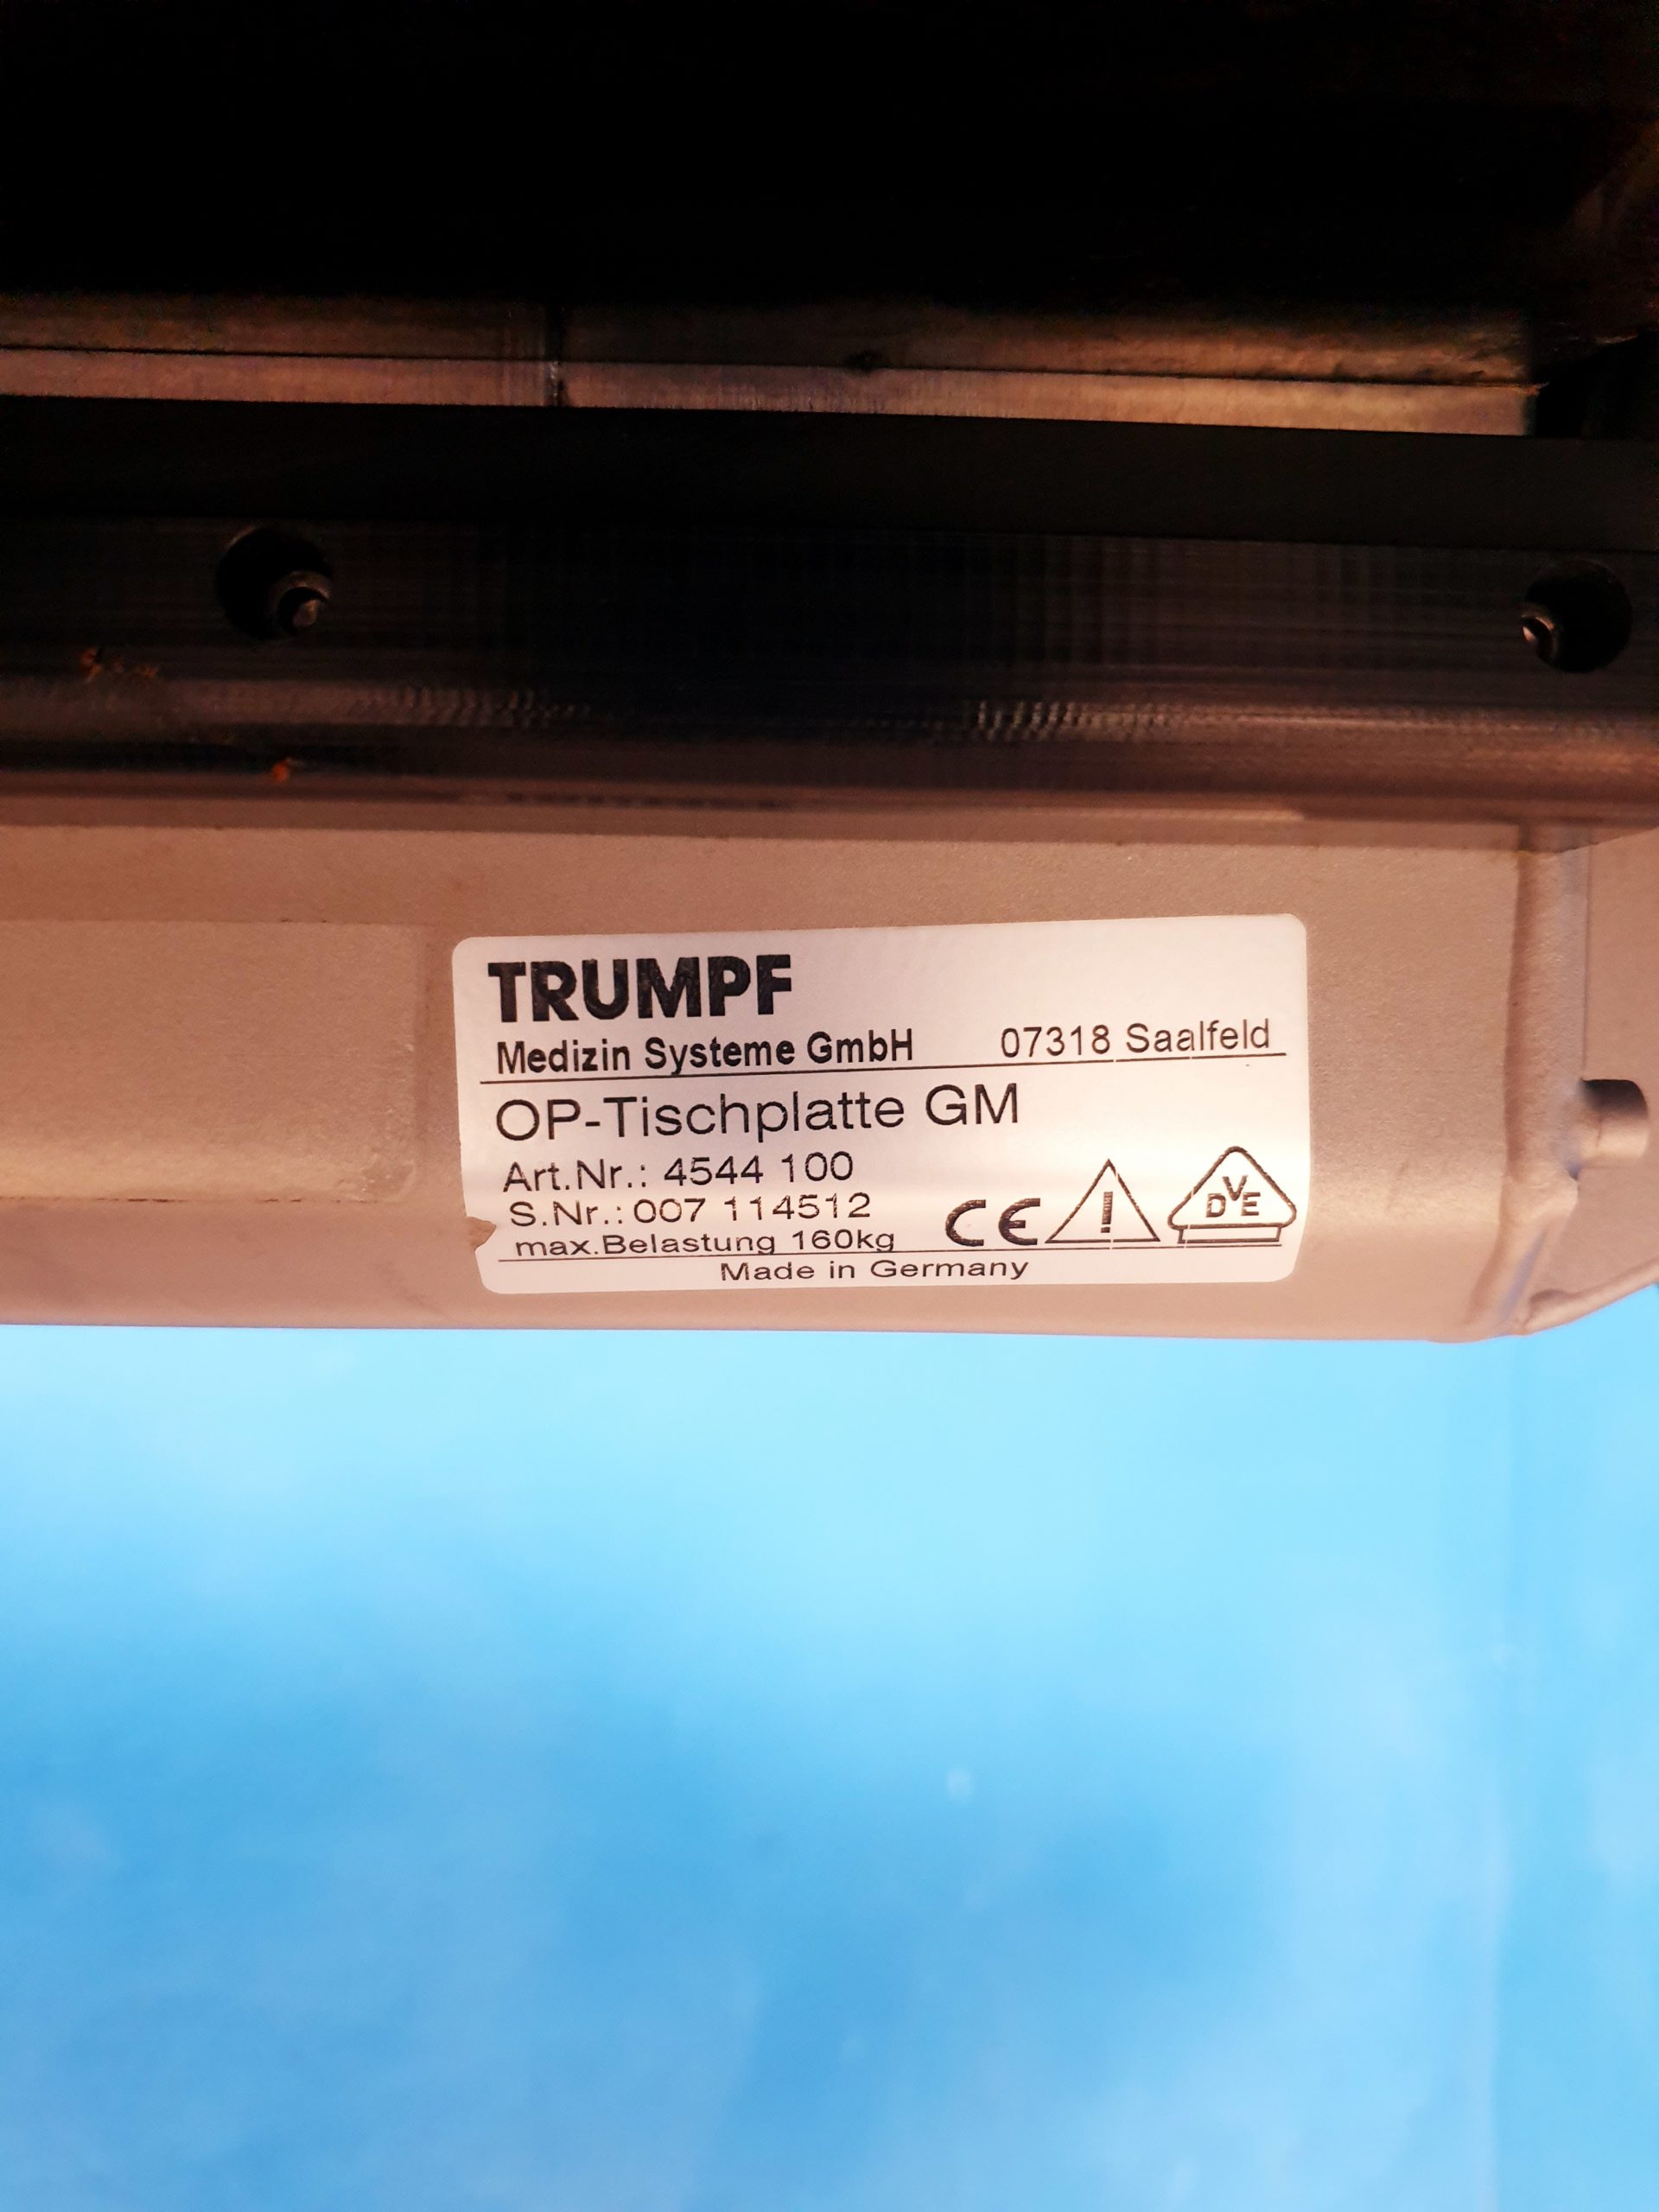 TRUMPF
Medizin Systeme GmbH 07318 Saalfeld
OP-Tischplatte GM
Art.Nr.: 4544 100
S.Nr.: 007 114512
max.Belastung 160kg
CE ! DVE
Made in Germany